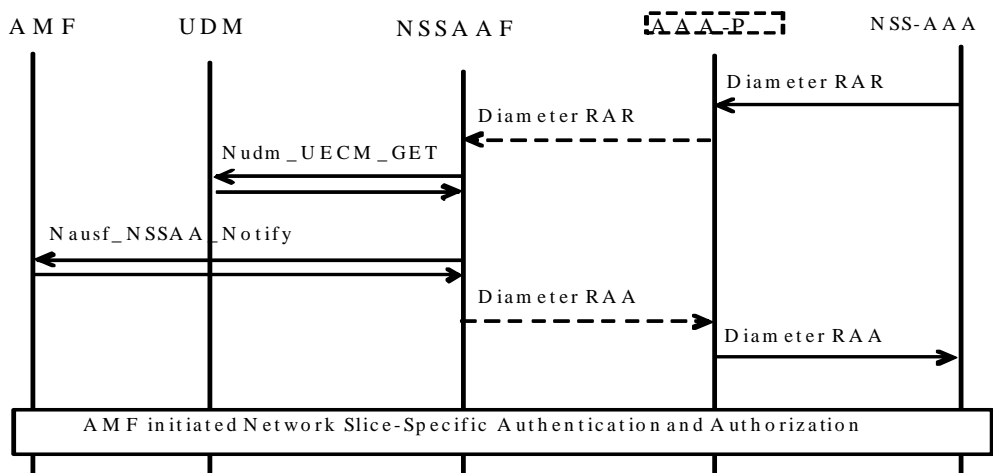 AMF UDM NSSAAF AAA-P NSS-AAA
Diameter RAR
Diameter RAR
Nudm_UECM_GET
Nausf_NSSAA_Notify
Diameter RAA
Diameter RAA
AMF initiated Network Slice-Specific Authentication and Authorization